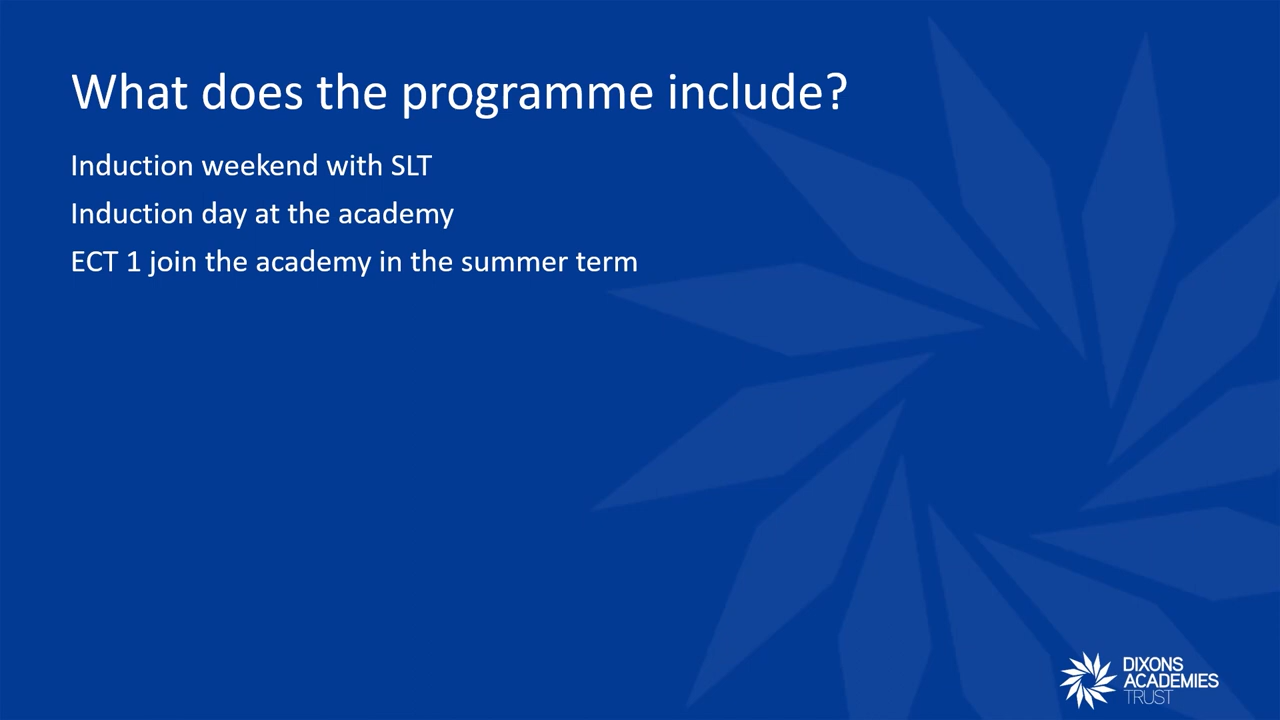 What does the programme include?
Induction weekend with SLT
Induction day at the academy
ECT 1 join the academy in the summer term
DIXONS
ACADEMIES
TRUST